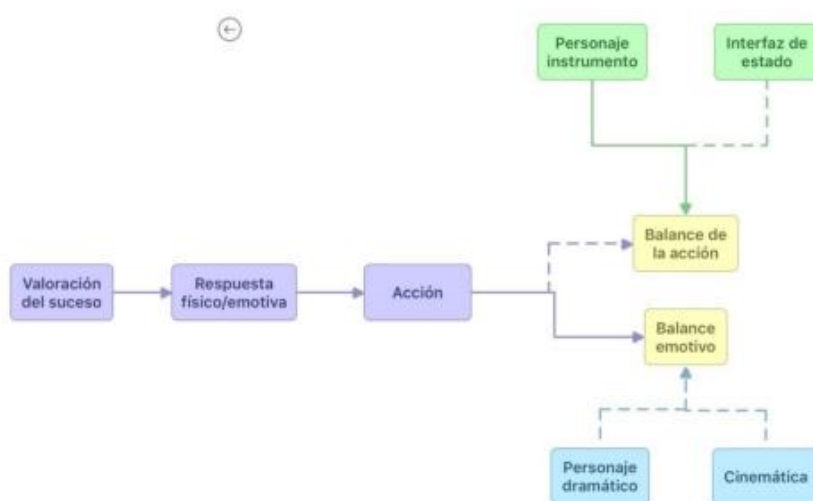 Personaje
instrumento
Interfaz de
estado
Balance de
la acción
Valoración
del suceso
Respuesta
físico/emotiva
Acción
Balance
emotivo
Personaje
dramático
Cinemática